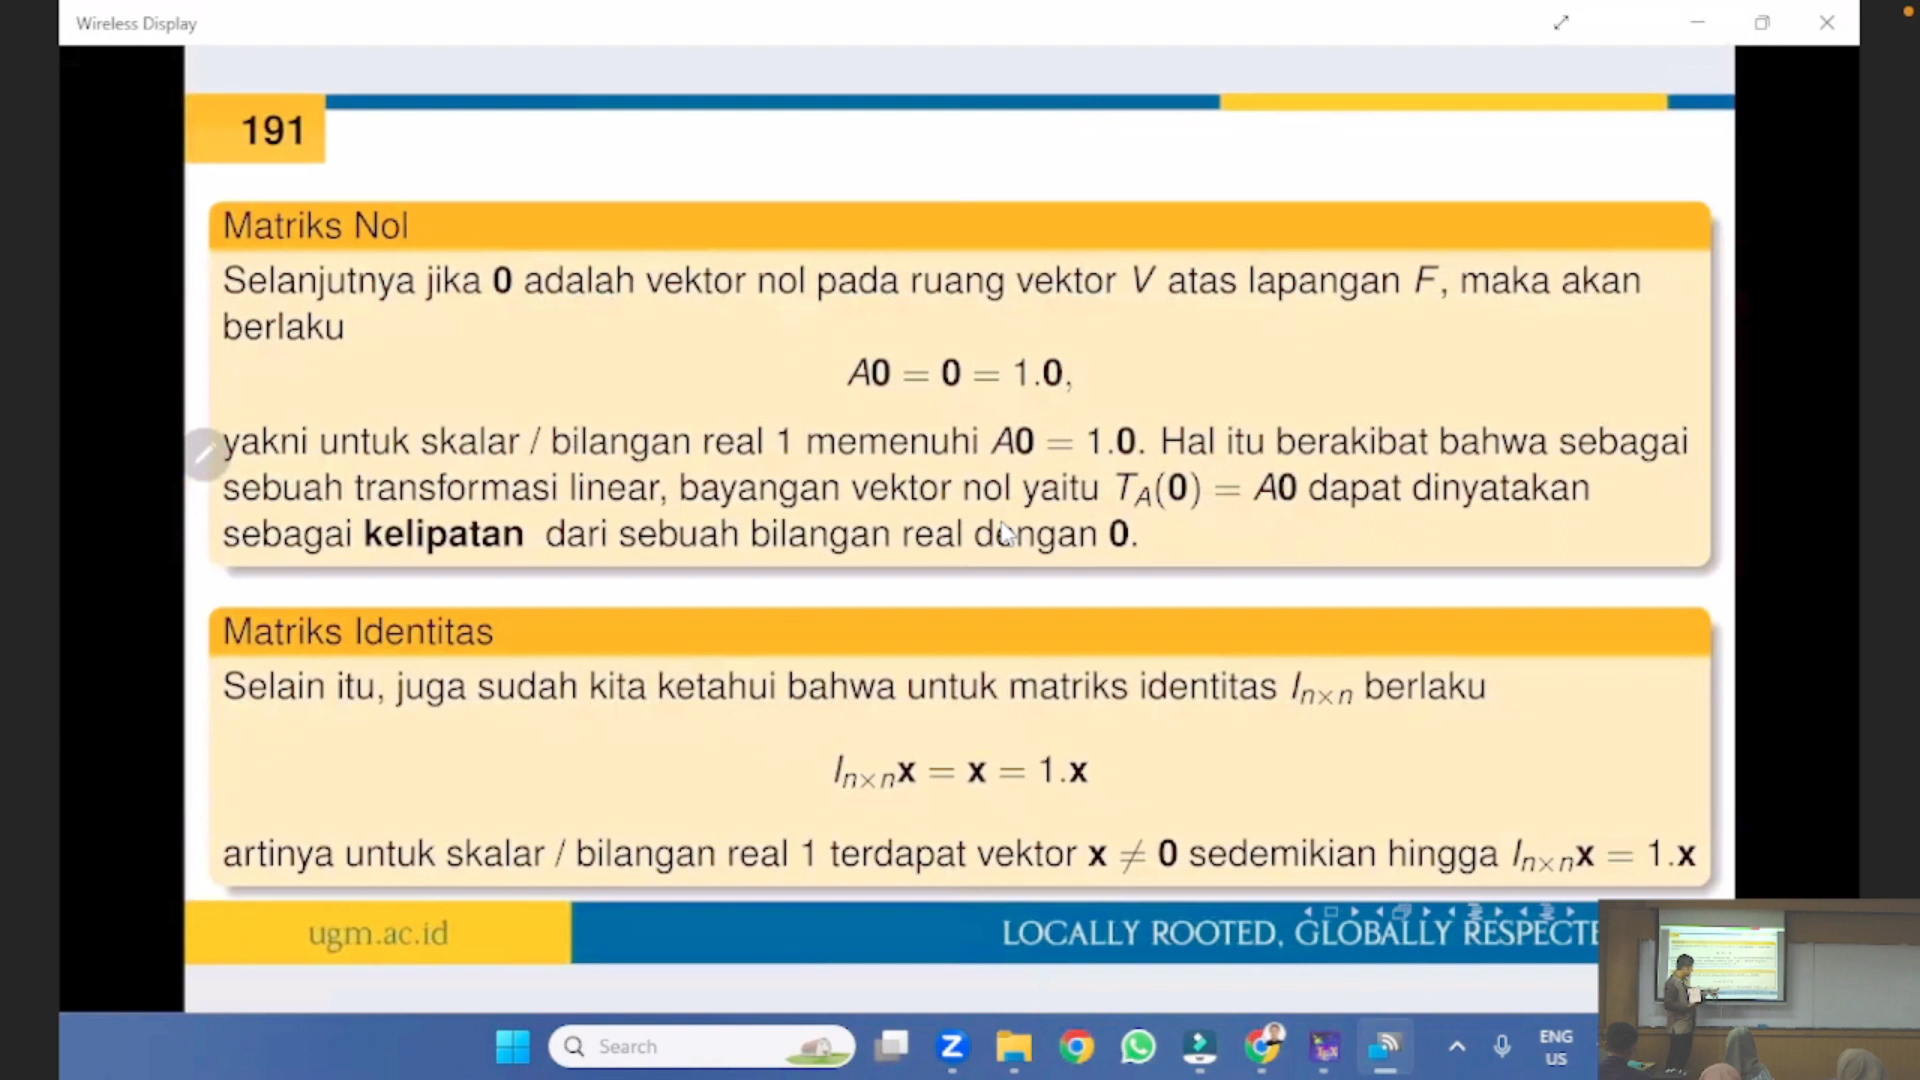 Wireless Display
191
Matriks Nol
Selanjutnya jika 0 adalah vektor nol pada ruang vektor V atas lapangan F, maka akan
berlaku
A0 = 0 = 1.0,
yakni untuk skalar / bilangan real 1 memenuhi A0 = 1.0. Hal itu berakibat bahwa sebagai
sebuah transformasi linear, bayangan vektor nol yaitu T_A(0) = A0 dapat dinyatakan
sebagai kelipatan dari sebuah bilangan real dengan 0.
Matriks Identitas
Selain itu, juga sudah kita ketahui bahwa untuk matriks identitas I_{n×n} berlaku
I_{n×n}x = x = 1.x
artinya untuk skalar / bilangan real 1 terdapat vektor x ≠ 0 sedemikian hingga I_{n×n}x = 1.x
ugm.ac.id
LOCALLY ROOTED, GLOBALLY RESPECTE
Search
ENG
US